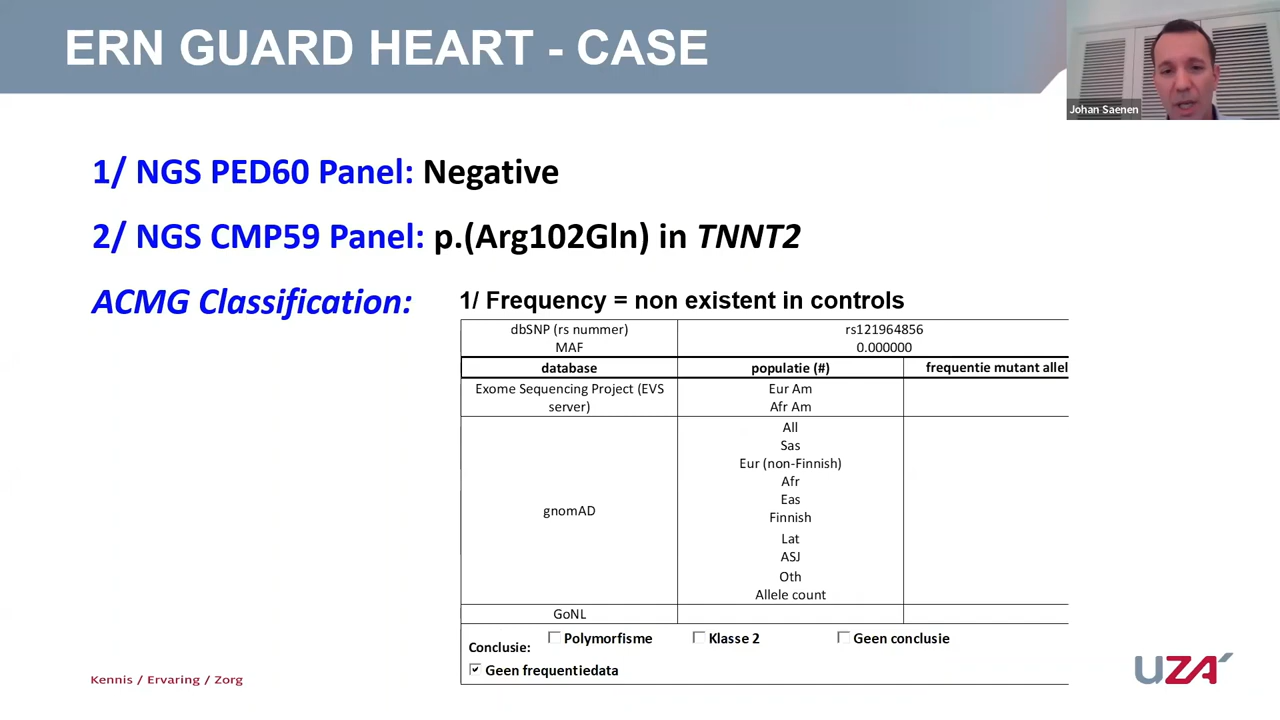 ERN GUARD HEART - CASE
Johan Saenen
1/ NGS PED60 Panel: Negative
2/ NGS CMP59 Panel: p.(Arg102Gln) in TNNT2
ACMG Classification:
1/ Frequency = non existent in controls
dbSNP (rs nummer) rs121964856
MAF 0.000000
database populatie (#) frequentie mutant allel
Exome Sequencing Project (EVS Eur Am
server) Afr Am
All
Sas
Eur (non-Finnish)
Afr
Eas
gnomAD
Finnish
Lat
ASJ
Oth
Allele count
GoNL
Conclusie: Polymorfisme Klasse 2 Geen conclusie
Geen frequentiedata
Kennis / Ervaring / Zorg
UZA